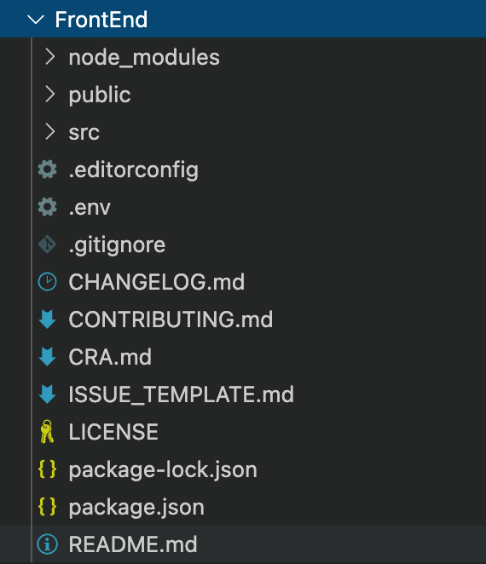 FrontEnd
node_modules
public
src
.editorconfig
.env
.gitignore
CHANGELOG.md
CONTRIBUTING.md
CRA.md
ISSUE_TEMPLATE.md
LICENSE
package-lock.json
package.json
README.md